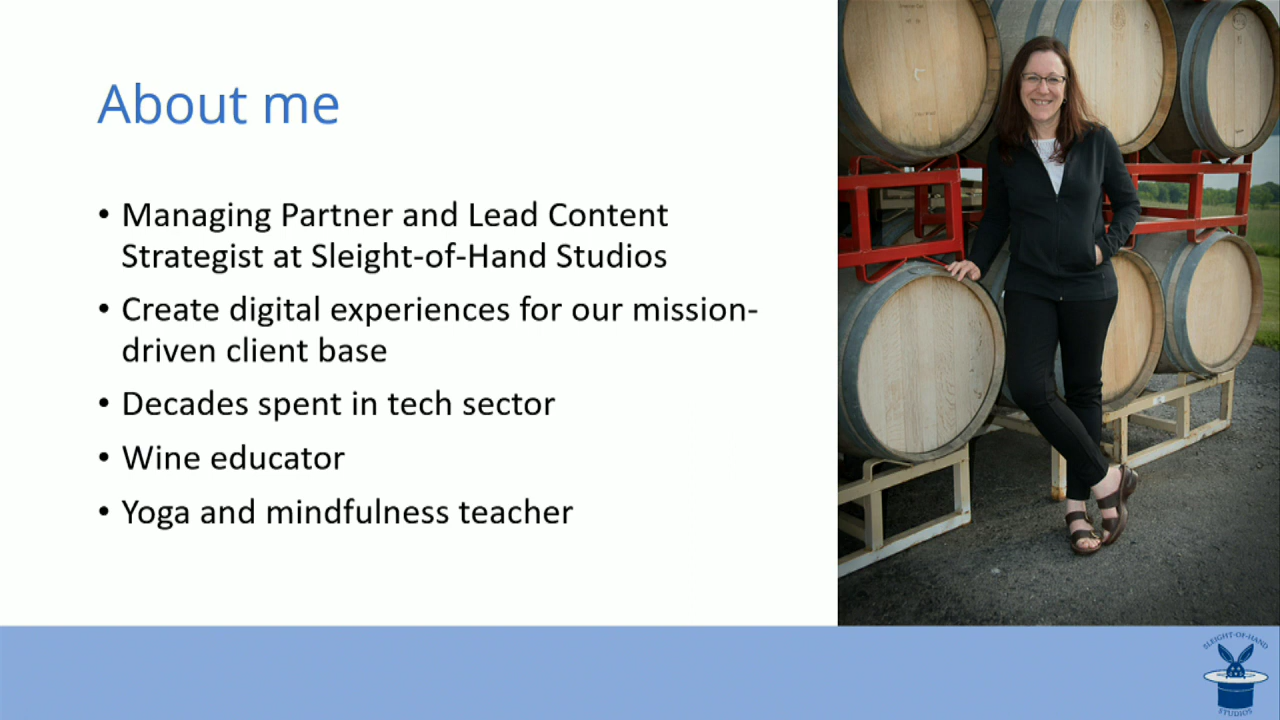 About me
• Managing Partner and Lead Content
Strategist at Sleight-of-Hand Studios
• Create digital experiences for our mission-
driven client base
• Decades spent in tech sector
• Wine educator
• Yoga and mindfulness teacher
SLEIGHT-OF-HAND
STUDIOS